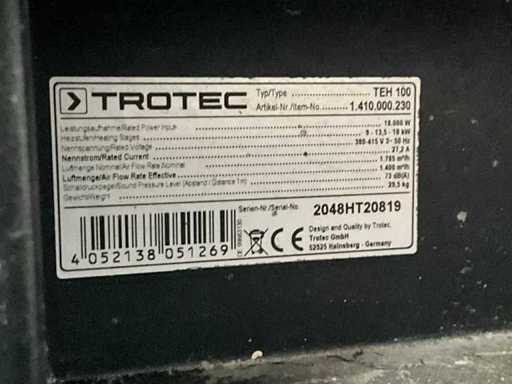 TROTEC
Typ/Type TEH 100
Artikel-Nr./Item-No. 1.410.000.230
Leistungsaufnahme/Rated Power Input 18.000 W
Heizstufen/Heating Stages 9 - 13,5 - 18 kW
Nennspannung/Rated Voltage 380-415 V 3~ 50 Hz
Nennstrom/Rated Current 27,2 A
Luftmenge Nominal/Air Flow Rate Nominal 1.785 m³/h
Luftmenge/Air Flow Rate Effective 1.400 m³/h
Schalldruckpegel/Sound Pressure Level (Abstand / Distance 1m) 73 dB(A)
Gewicht/Weight 29,5 kg
Serien-Nr./Serial-No. 2048HT20819
4 052138 051269
CE
Design and Quality by Trotec.
Trotec GmbH
52525 Heinsberg - Germany